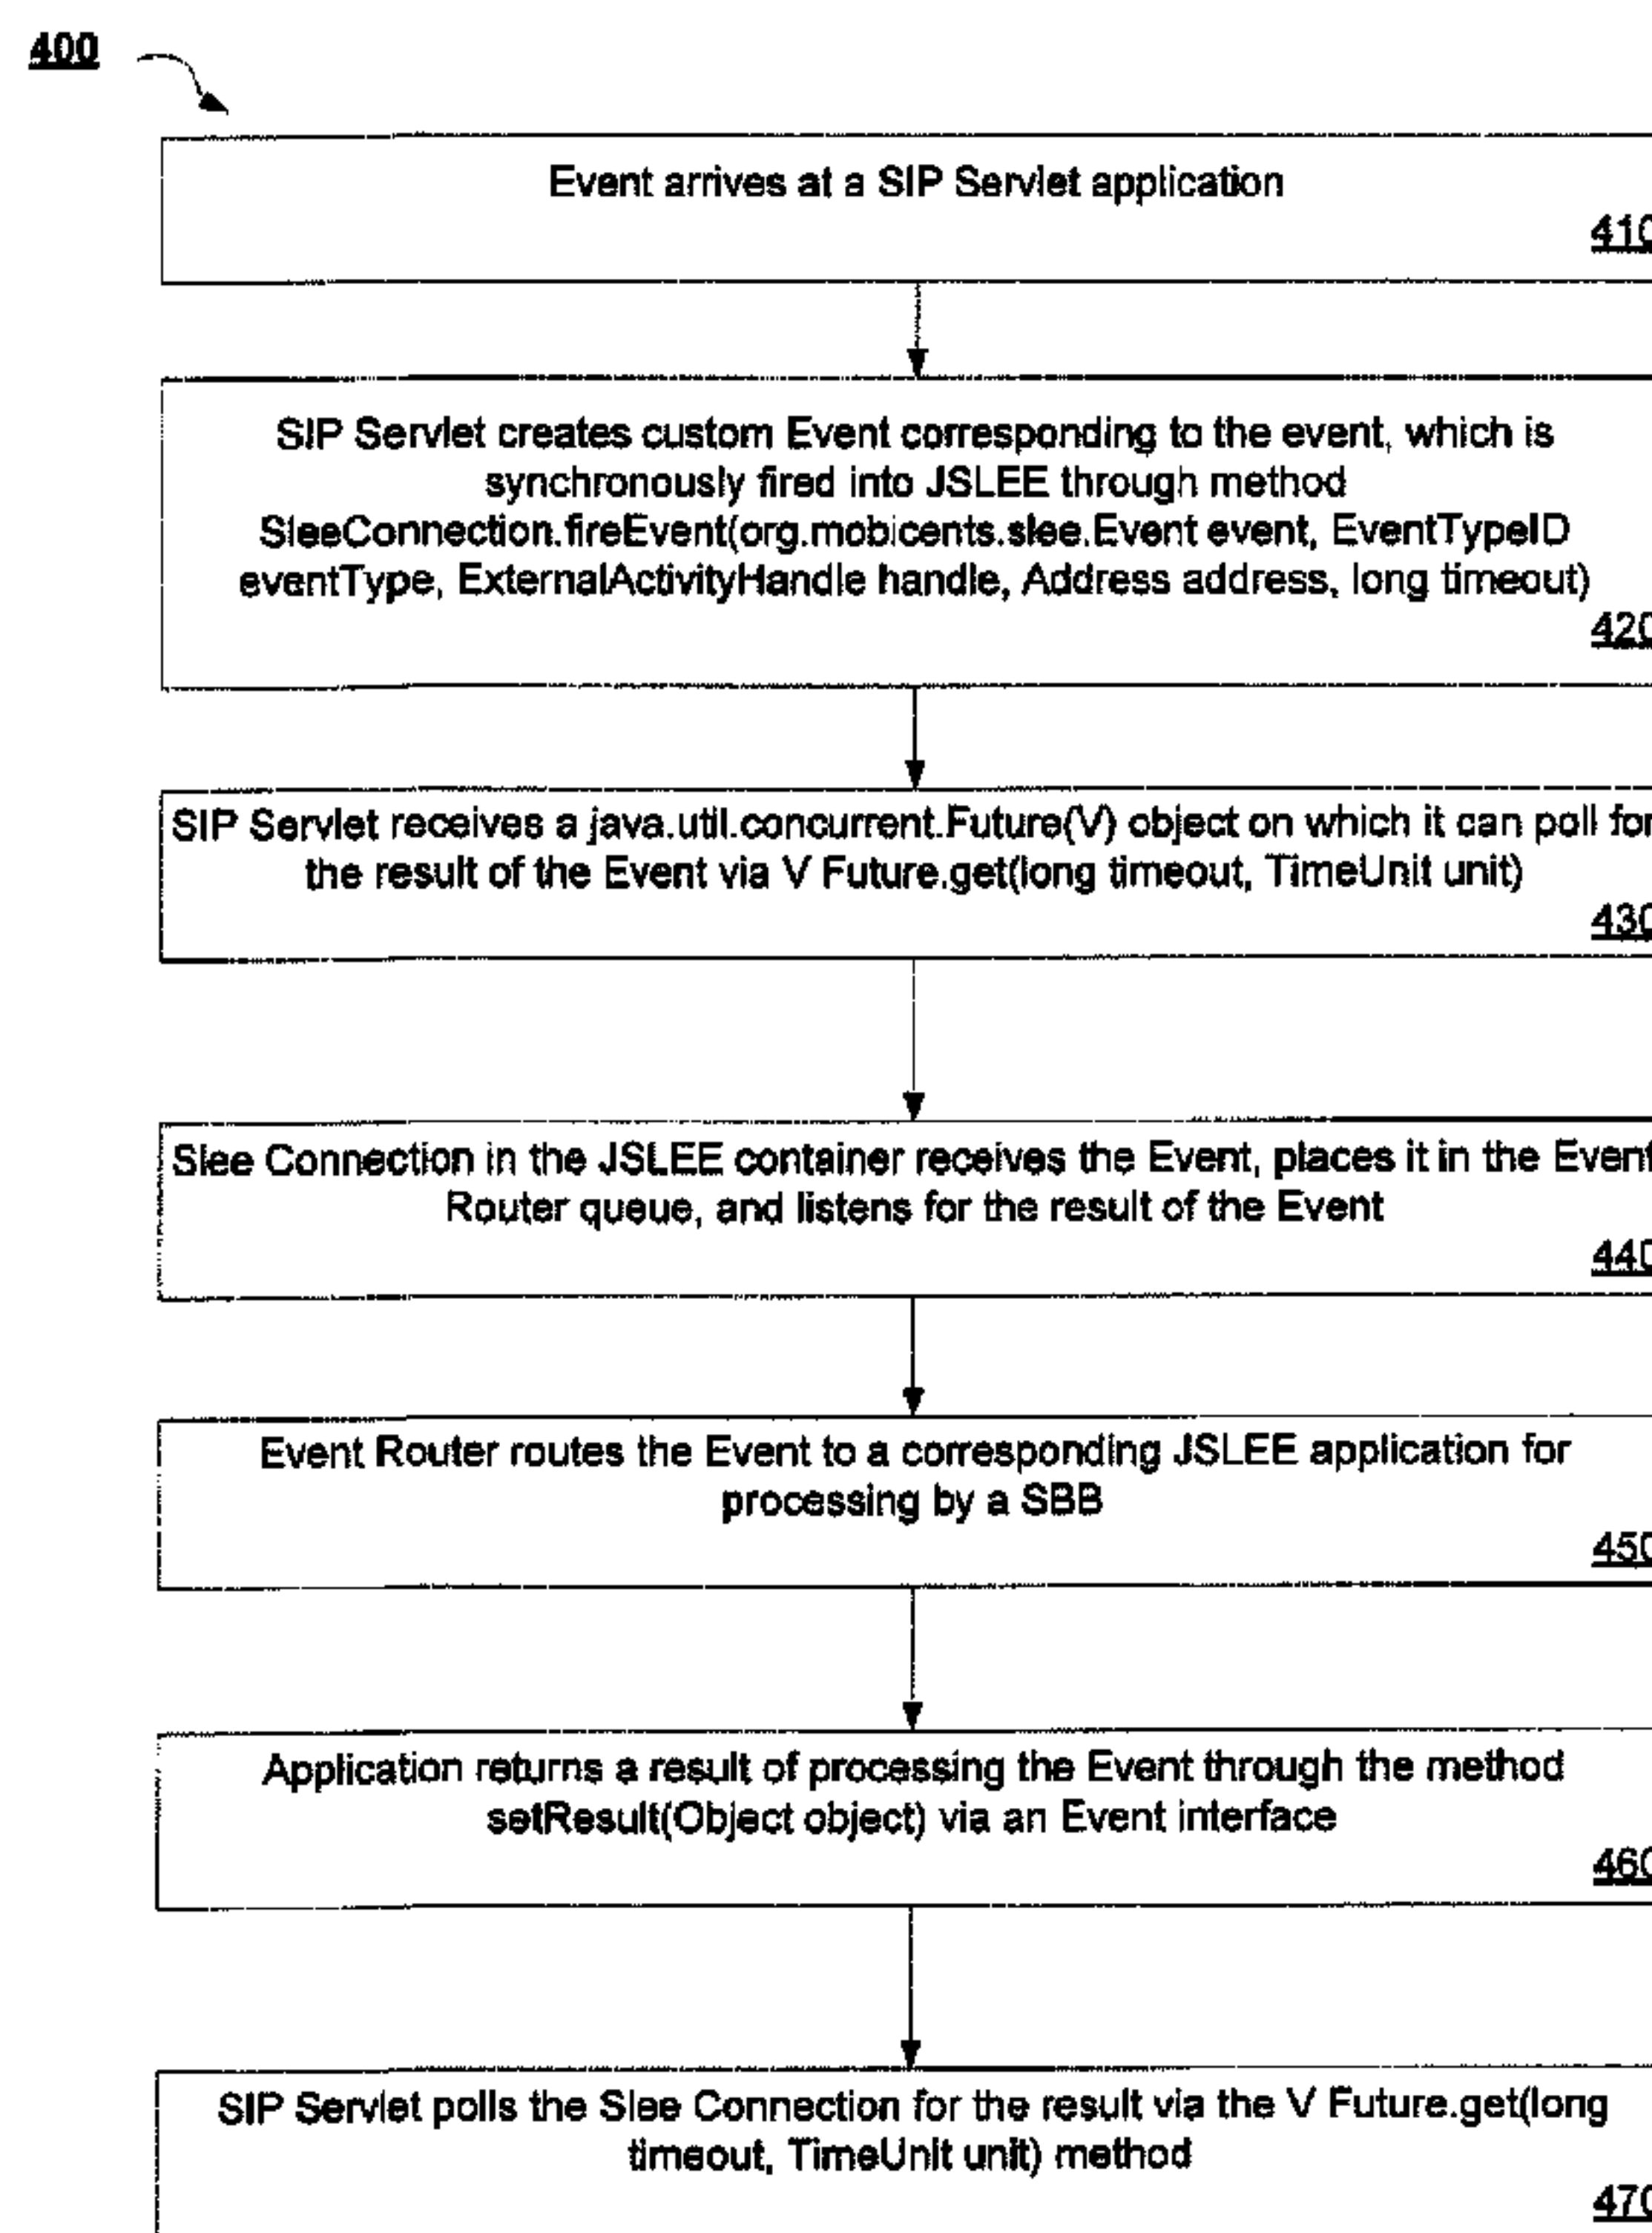 400
Event arrives at a SIP Servlet application
410
SIP Servlet creates custom Event corresponding to the event, which is
synchronously fired into JSLEE through method
SleeConnection.fireEvent(org.mobicents.slee.Event event, EventTypeID
eventType, ExternalActivityHandle handle, Address address, long timeout)
420
SIP Servlet receives a java.util.concurrent.Future(V) object on which it can poll for
the result of the Event via V Future.get(long timeout, TimeUnit unit)
430
Slee Connection in the JSLEE container receives the Event, places it in the Event
Router queue, and listens for the result of the Event
440
Event Router routes the Event to a corresponding JSLEE application for
processing by a SBB
450
Application returns a result of processing the Event through the method
setResult(Object object) via an Event interface
460
SIP Servlet polls the Slee Connection for the result via the V Future.get(long
timeout, TimeUnit unit) method
470